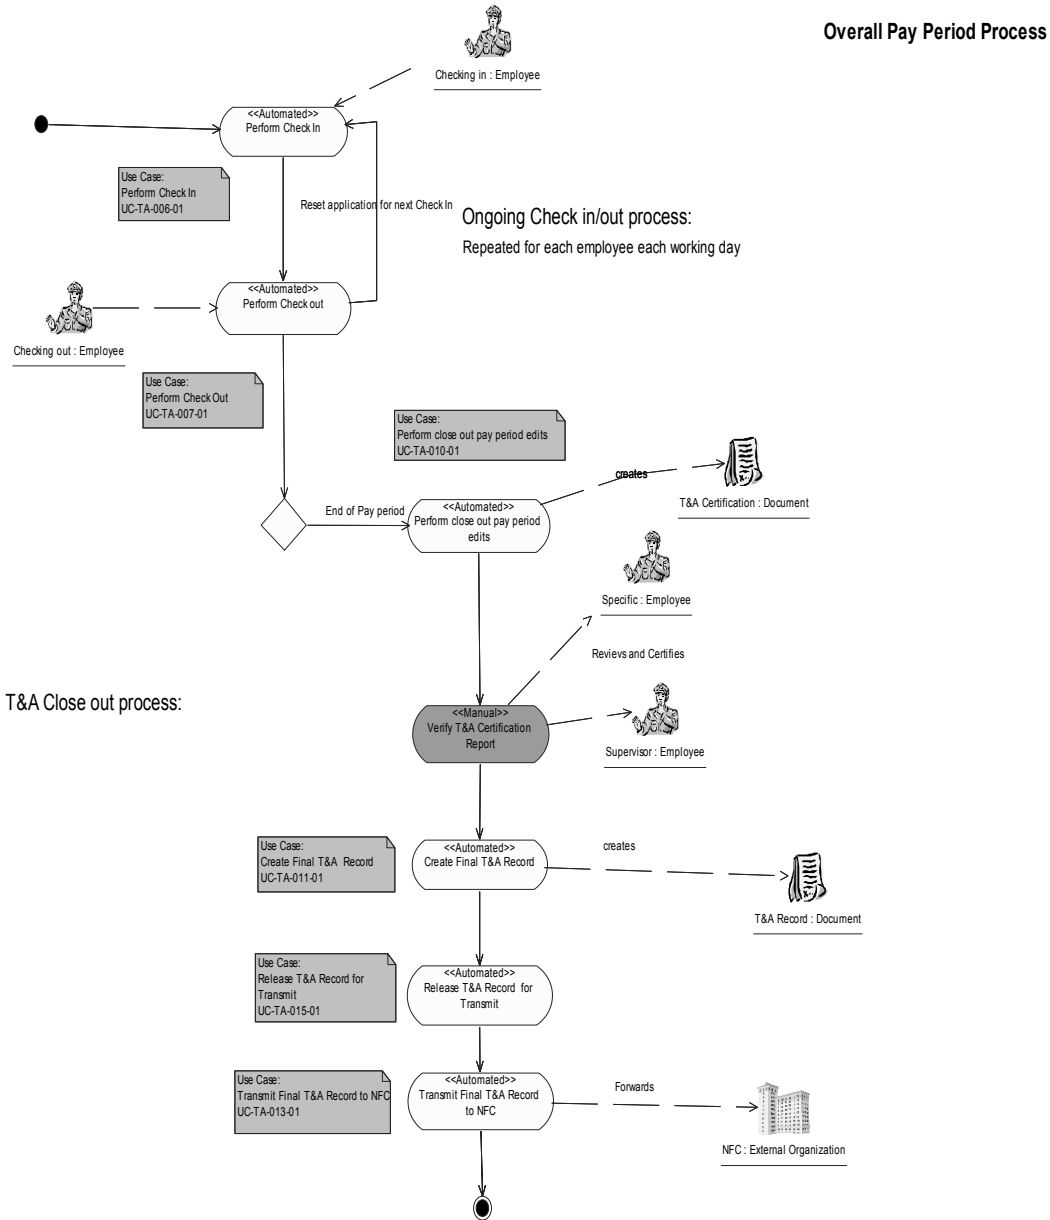 Overall Pay Period Process
Checking in : Employee
<<Automated>>
Perform Check In
Use Case:
Perform Check In
UC-TA-006-01
Reset application for next Check In
Ongoing Check in/out process:
Repeated for each employee each working day
<<Automated>>
Perform Check out
Checking out : Employee
Use Case:
Perform Check Out
UC-TA-007-01
Use Case:
Perform close out pay period edits
UC-TA-010-01
creates
T&A Certification : Document
End of Pay period
<<Automated>>
Perform close out pay period
edits
Specific : Employee
Revievs and Certifies
T&A Close out process:
<<Manual>>
Verify T&A Certification
Report
Supervisor : Employee
Use Case:
Create Final T&A Record
UC-TA-011-01
<<Automated>>
Create Final T&A Record
creates
T&A Record : Document
Use Case:
Release T&A Record for
Transmit
UC-TA-015-01
<<Automated>>
Release T&A Record for
Transmit
Use Case:
Transmit Final T&A Record to NFC
UC-TA-013-01
<<Automated>>
Transmit Final T&A Record
to NFC
Forwards
NFC : External Organization